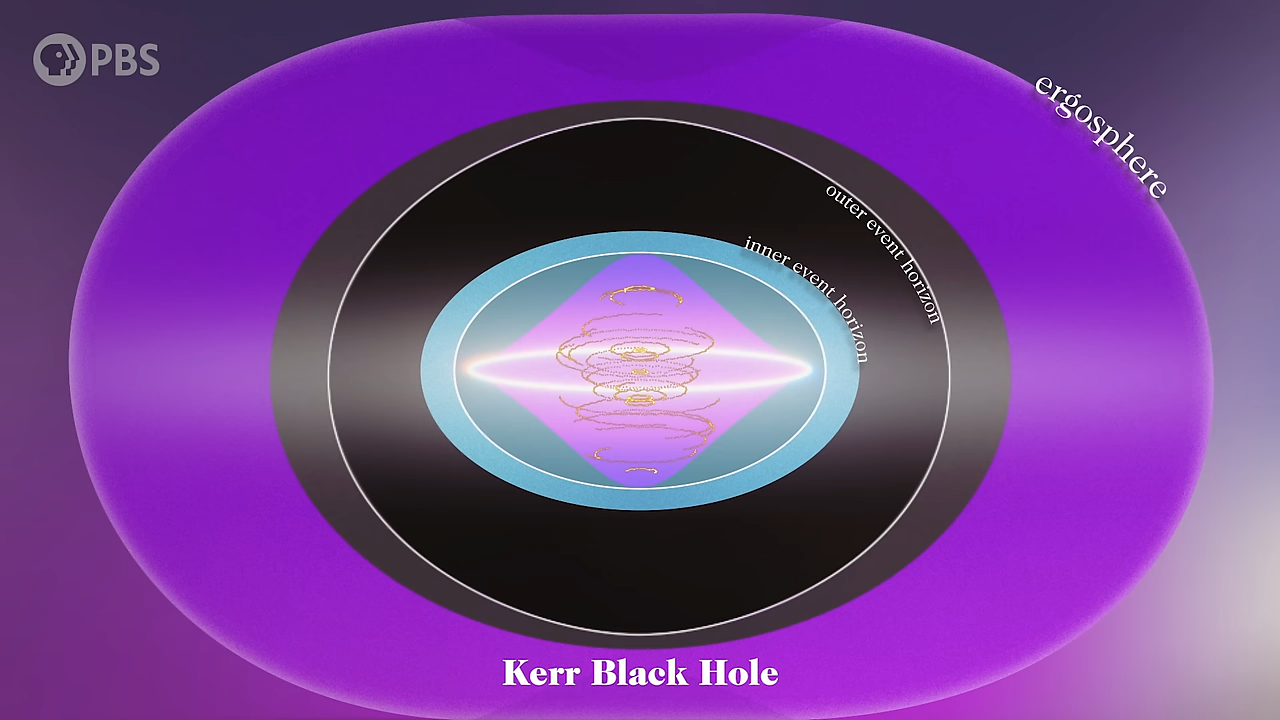 PBS
ergosphere
outer event horizon
inner event horizon
Kerr Black Hole